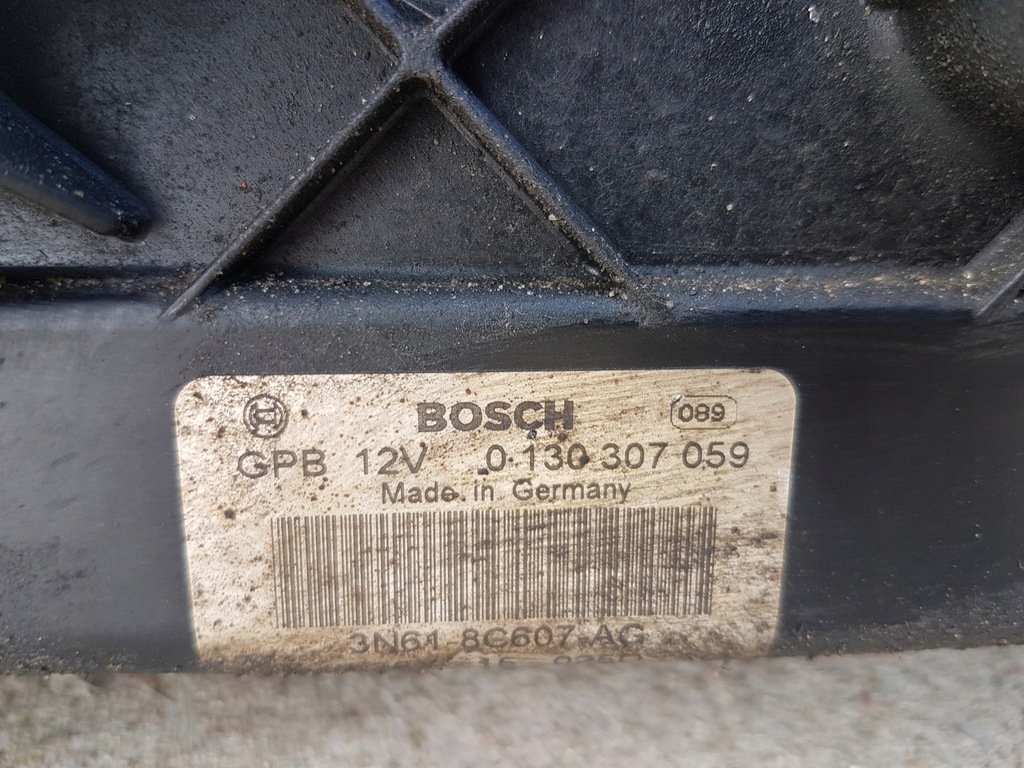 BOSCH 089
GPB 12V 0 130 307 059
Made in Germany
3N61-8C607-AG